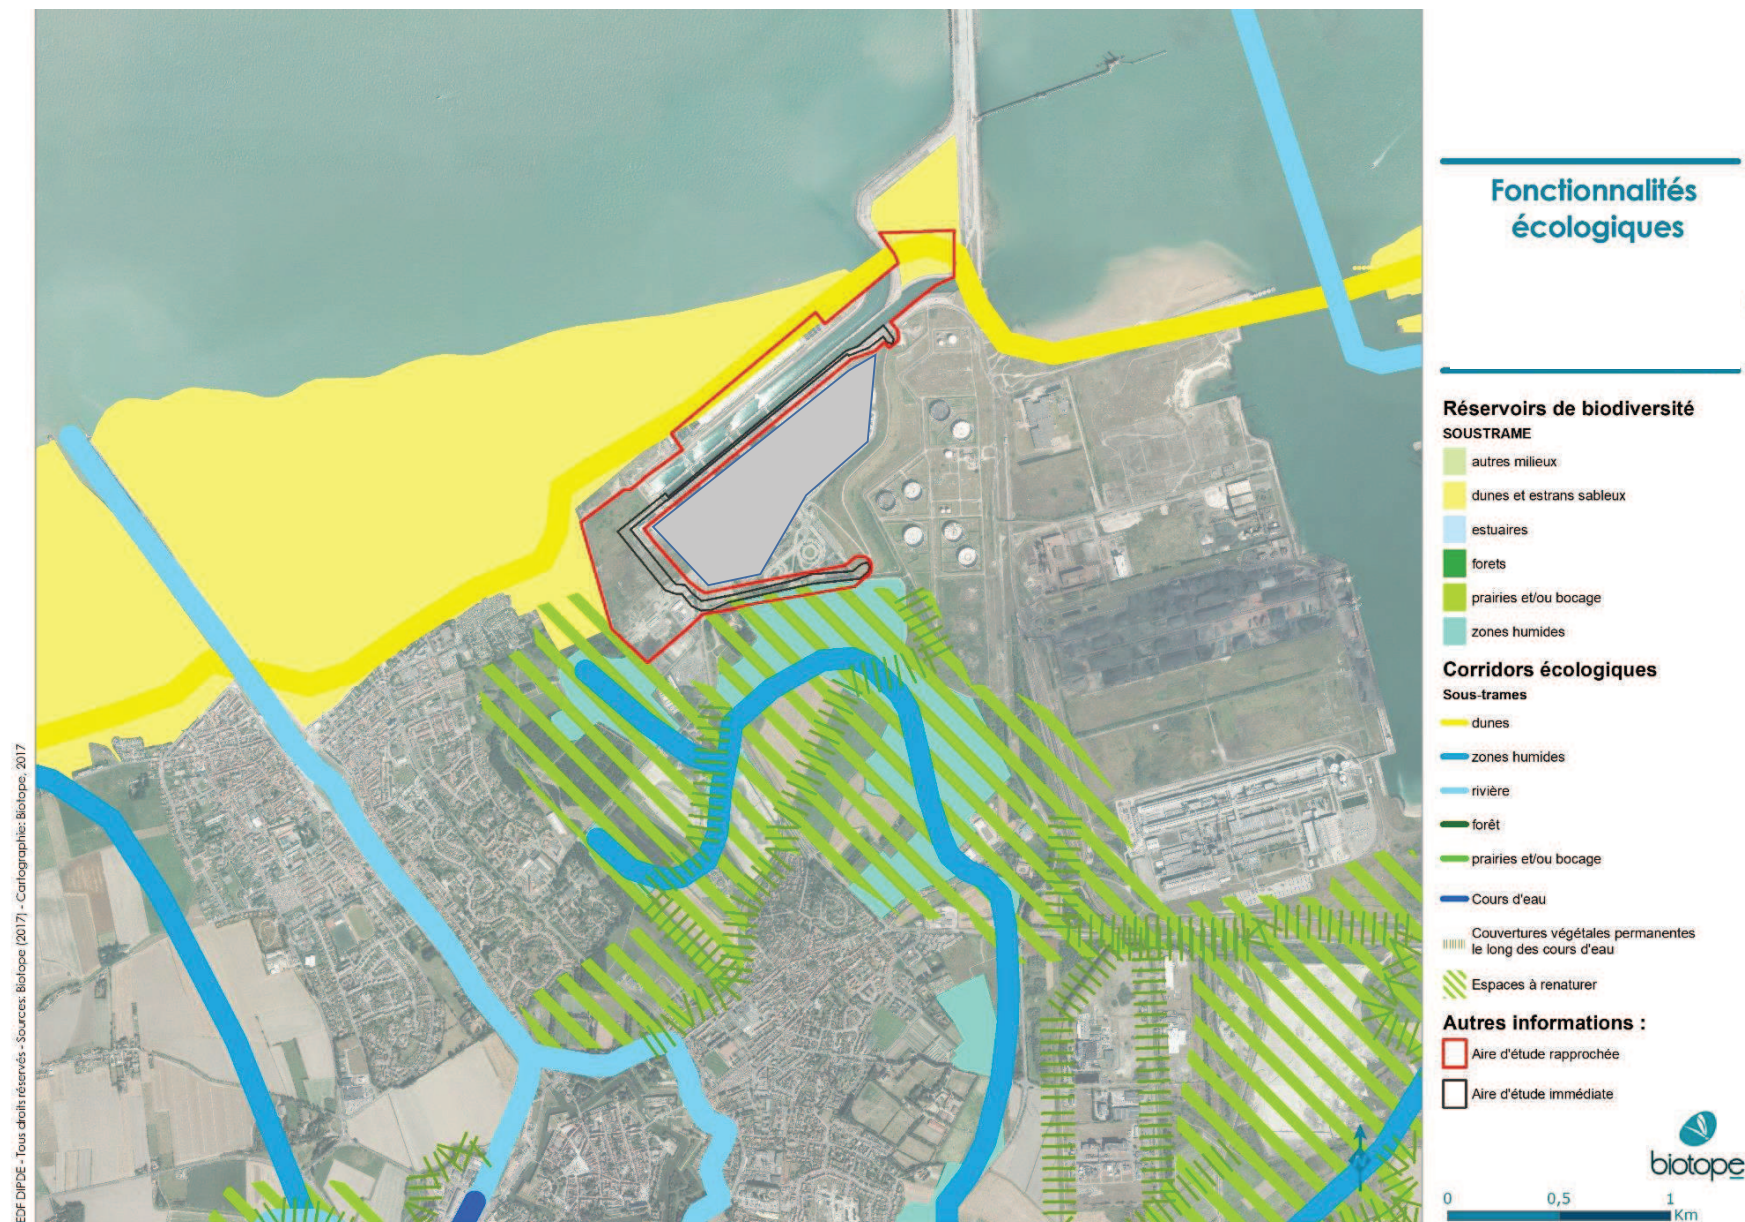 Fonctionnalités
écologiques
Réservoirs de biodiversité
SOUSTRAME
autres milieux
dunes et estrans sableux
estuaires
forets
prairies et/ou bocage
zones humides
Corridors écologiques
Sous-trames
dunes
zones humides
rivière
forêt
prairies et/ou bocage
Cours d'eau
Couvertures végétales permanentes
le long des cours d'eau
Espaces à renaturer
Autres informations :
Aire d'étude rapprochée
Aire d'étude immédiate
biotope
0 0,5 1
Km
EDF DIPDE - Tous droits réservés - Sources: Biotope (2017) - Cartographie: Biotope, 2017